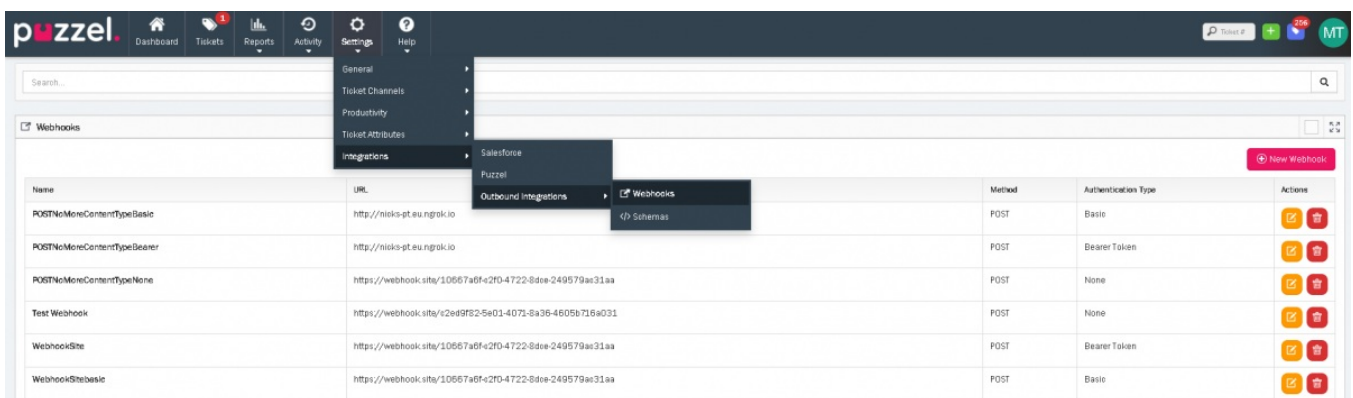 puzzel.
Dashboard
1
Tickets
Reports
Activity
Settings
Help
Ticket #
256
MT
General
Search...
Ticket Channels
Productivity
Webhooks
Ticket Attributes
Integrations
Salesforce
New Webhook
Puzzel
Name URL Method Authentication Type Actions
Outbound Integrations
Webhooks
</> Schemas
POSTNoMoreContentTypeBasic http://nicks-pt.eu.ngrok.io POST Basic
POSTNoMoreContentTypeBearer http://nicks-pt.eu.ngrok.io POST Bearer Token
POSTNoMoreContentTypeNone https://webhook.site/10667a6f-c2f0-4722-8dce-249579ac31aa POST None
Test Webhook https://webhook.site/c2ed9f82-5e01-4071-8a36-4605b716a031 POST None
WebhookSite https://webhook.site/10667a6f-c2f0-4722-8dce-249579ac31aa POST Bearer Token
WebhookSitebasic https://webhook.site/10667a6f-c2f0-4722-8dce-249579ac31aa POST Basic